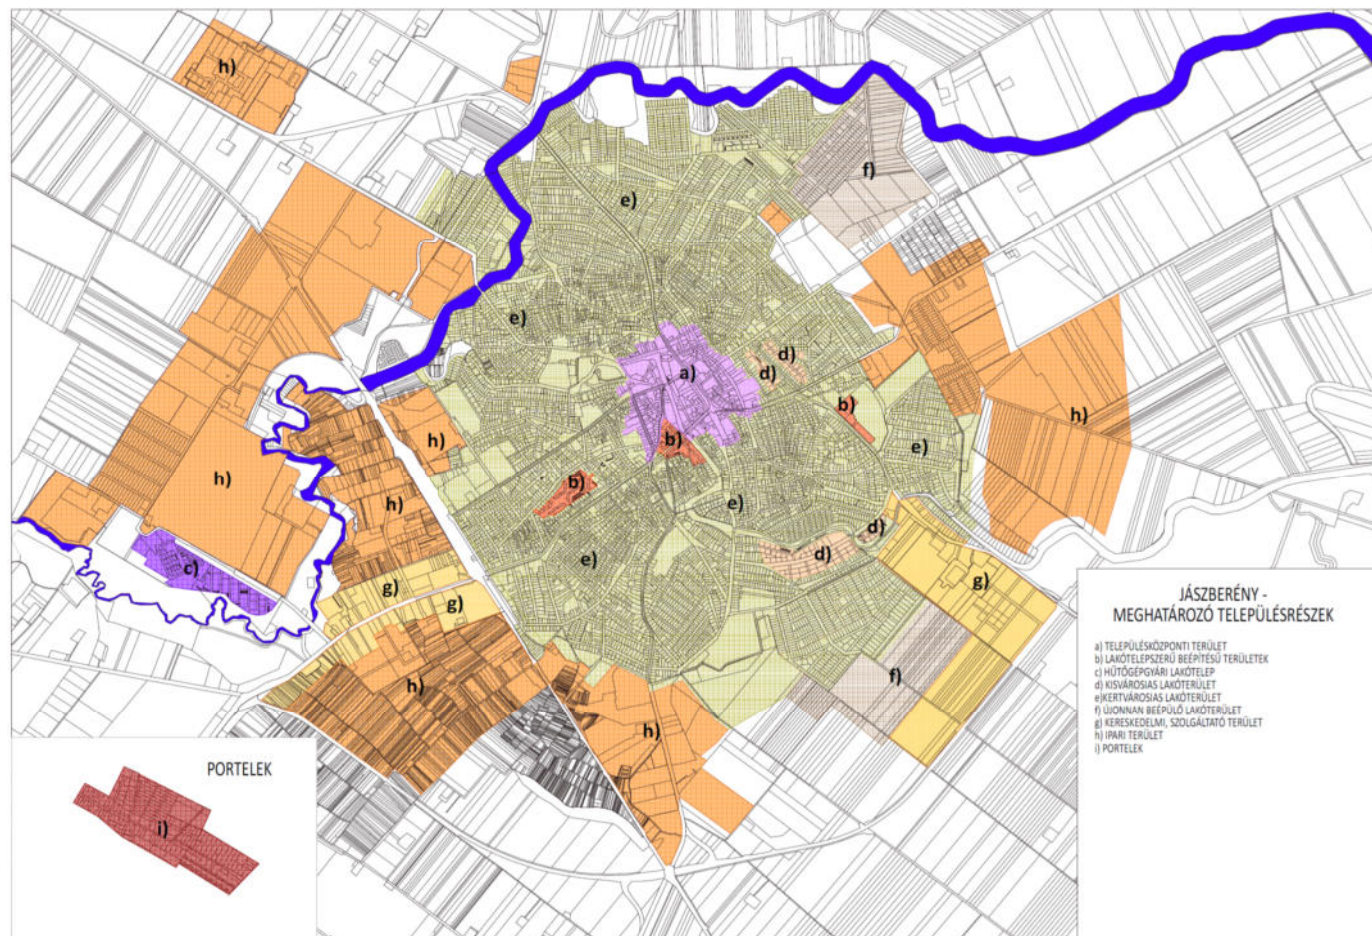 h)
f)
e)
e)
a)
d)
d)
b)
h)
h)
b)
e)
h)
b)
h)
e)
d)
e)
d)
c)
g)
g)
g)
h)
f)
h)
JÁSZBERÉNY -
MEGHATÁROZÓ TELEPÜLÉSRÉSZEK
a) TELEPÜLÉSKÖZPONTI TERÜLET
b) LAKÓTELEPSZERŰ BEÉPÍTÉSŰ TERÜLETEK
c) HŰTŐGÉPGYÁRI LAKÓTELEP
d) KISVÁROSIAS LAKÓTERÜLET
e)KERTVÁROSIAS LAKÓTERÜLET
f) ÚJONNAN BEÉPÜLŐ LAKÓTERÜLET
g) KERESKEDELMI, SZOLGÁLTATÓ TERÜLET
h) IPARI TERÜLET
i) PORTELEK
PORTELEK
i)